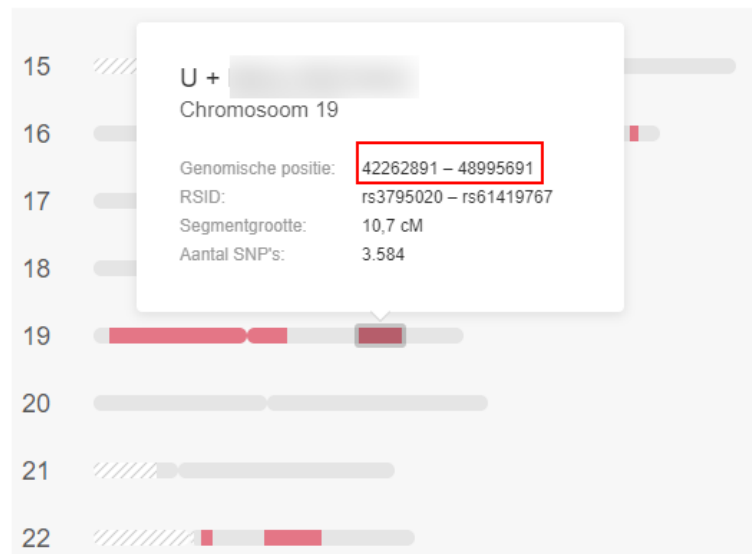 15
U +
Chromosoom 19
16
Genomische positie: 42262891 – 48995691
17
RSID: rs3795020 – rs61419767
Segmentgrootte: 10,7 cM
Aantal SNP's: 3.584
18
19
20
21
22